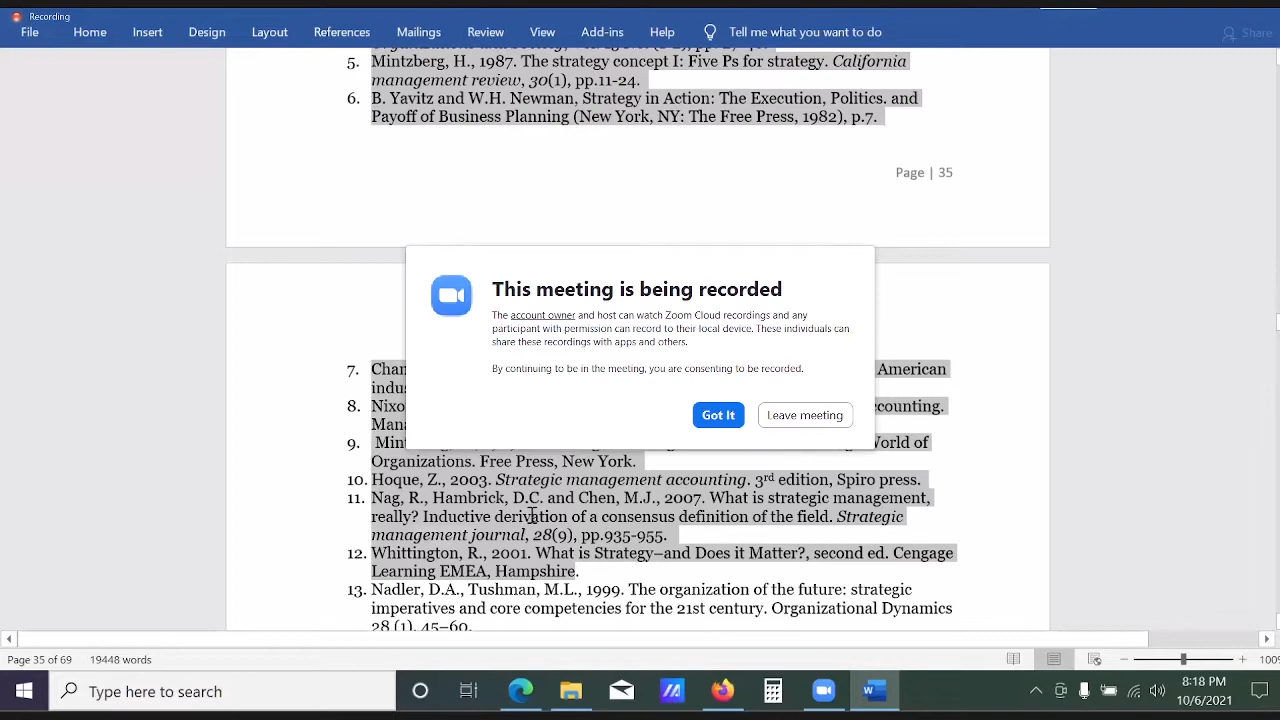 Recording
File Home Insert Design Layout References Mailings Review View Add-ins Help Tell me what you want to do Share
5. Mintzberg, H., 1987. The strategy concept I: Five Ps for strategy. California
management review, 30(1), pp.11-24.
6. B. Yavitz and W.H. Newman, Strategy in Action: The Execution, Politics. and
Payoff of Business Planning (New York, NY: The Free Press, 1982), p.7.
Page | 35
This meeting is being recorded
The account owner and host can watch Zoom Cloud recordings and any
participant with permission can record to their local device. These individuals can
share these recordings with apps and others.
By continuing to be in the meeting, you are consenting to be recorded.
Got It Leave meeting
7. Chan American
indus
8. Nixo counting.
Mana
9. Mint World of
Organizations. Free Press, New York.
10. Hoque, Z., 2003. Strategic management accounting. 3rd edition, Spiro press.
11. Nag, R., Hambrick, D.C. and Chen, M.J., 2007. What is strategic management,
really? Inductive derivation of a consensus definition of the field. Strategic
management journal, 28(9), pp.935-955.
12. Whittington, R., 2001. What is Strategy–and Does it Matter?, second ed. Cengage
Learning EMEA, Hampshire.
13. Nadler, D.A., Tushman, M.L., 1999. The organization of the future: strategic
imperatives and core competencies for the 21st century. Organizational Dynamics
28 (1), 45–60.
Page 35 of 69 19448 words 100
Type here to search
8:18 PM
10/6/2021